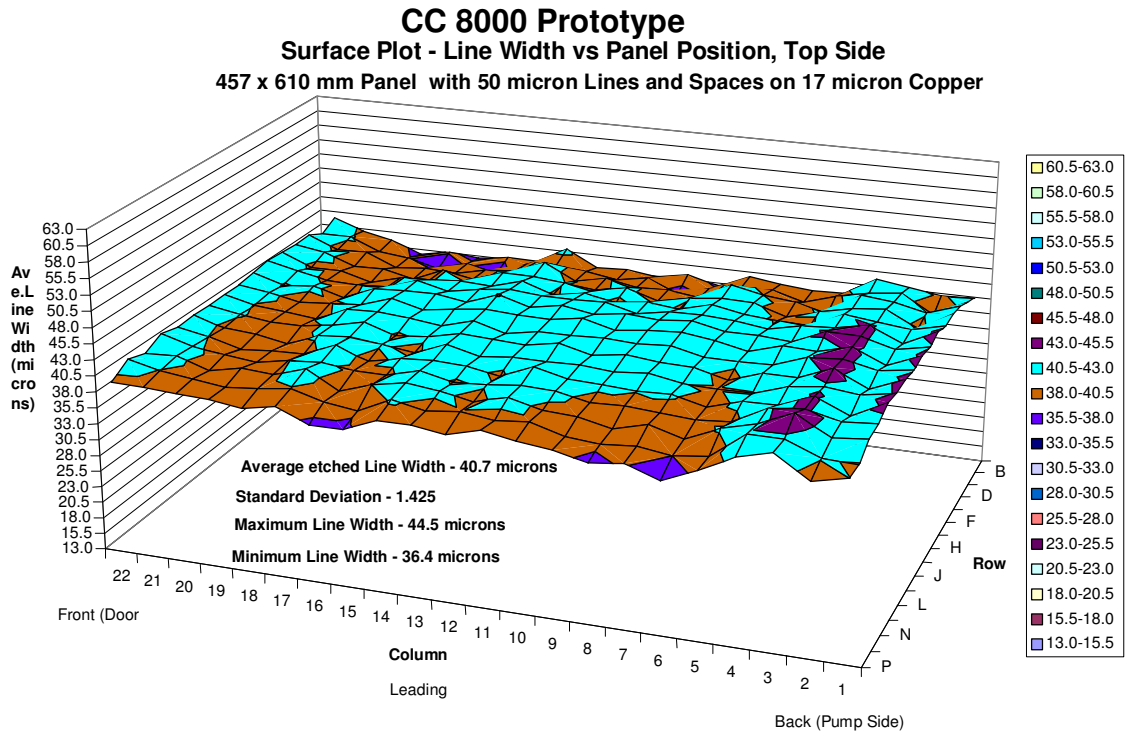 CC 8000 Prototype
Surface Plot - Line Width vs Panel Position, Top Side
457 x 610 mm Panel with 50 micron Lines and Spaces on 17 micron Copper
Av
e.L
ine
Wi
dth
(mi
cro
ns)
63.0
60.5
58.0
55.5
53.0
50.5
48.0
45.5
43.0
40.5
38.0
35.5
33.0
30.5
28.0
25.5
23.0
20.5
18.0
15.5
13.0
Average etched Line Width - 40.7 microns
Standard Deviation - 1.425
Maximum Line Width - 44.5 microns
Minimum Line Width - 36.4 microns
22 21 20 19 18 17 16 15 14 13 12 11 10 9 8 7 6 5 4 3 2 1
Front (Door
Column
Leading
Back (Pump Side)
B
D
F
H
J
L
N
P
Row
60.5-63.0
58.0-60.5
55.5-58.0
53.0-55.5
50.5-53.0
48.0-50.5
45.5-48.0
43.0-45.5
40.5-43.0
38.0-40.5
35.5-38.0
33.0-35.5
30.5-33.0
28.0-30.5
25.5-28.0
23.0-25.5
20.5-23.0
18.0-20.5
15.5-18.0
13.0-15.5